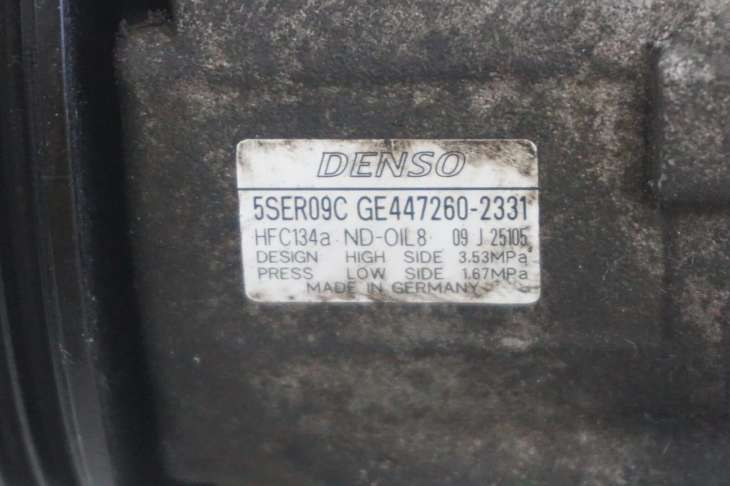 DENSO
5SER09C GE447260-2331
HFC134a ND-OIL8 09 J 25105
DESIGN HIGH SIDE 3.53MPa
PRESS LOW SIDE 1.67MPa
MADE IN GERMANY